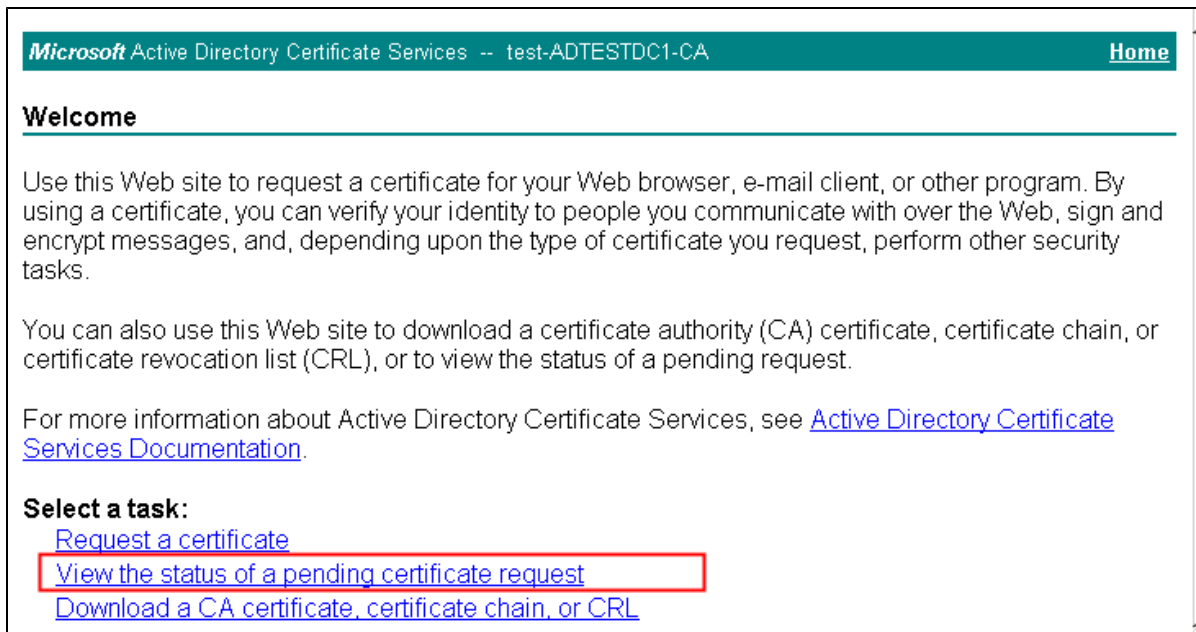 Microsoft Active Directory Certificate Services -- test-ADTESTDC1-CA Home
Welcome
Use this Web site to request a certificate for your Web browser, e-mail client, or other program. By
using a certificate, you can verify your identity to people you communicate with over the Web, sign and
encrypt messages, and, depending upon the type of certificate you request, perform other security
tasks.
You can also use this Web site to download a certificate authority (CA) certificate, certificate chain, or
certificate revocation list (CRL), or to view the status of a pending request.
For more information about Active Directory Certificate Services, see Active Directory Certificate
Services Documentation.
Select a task:
Request a certificate
View the status of a pending certificate request
Download a CA certificate, certificate chain, or CRL